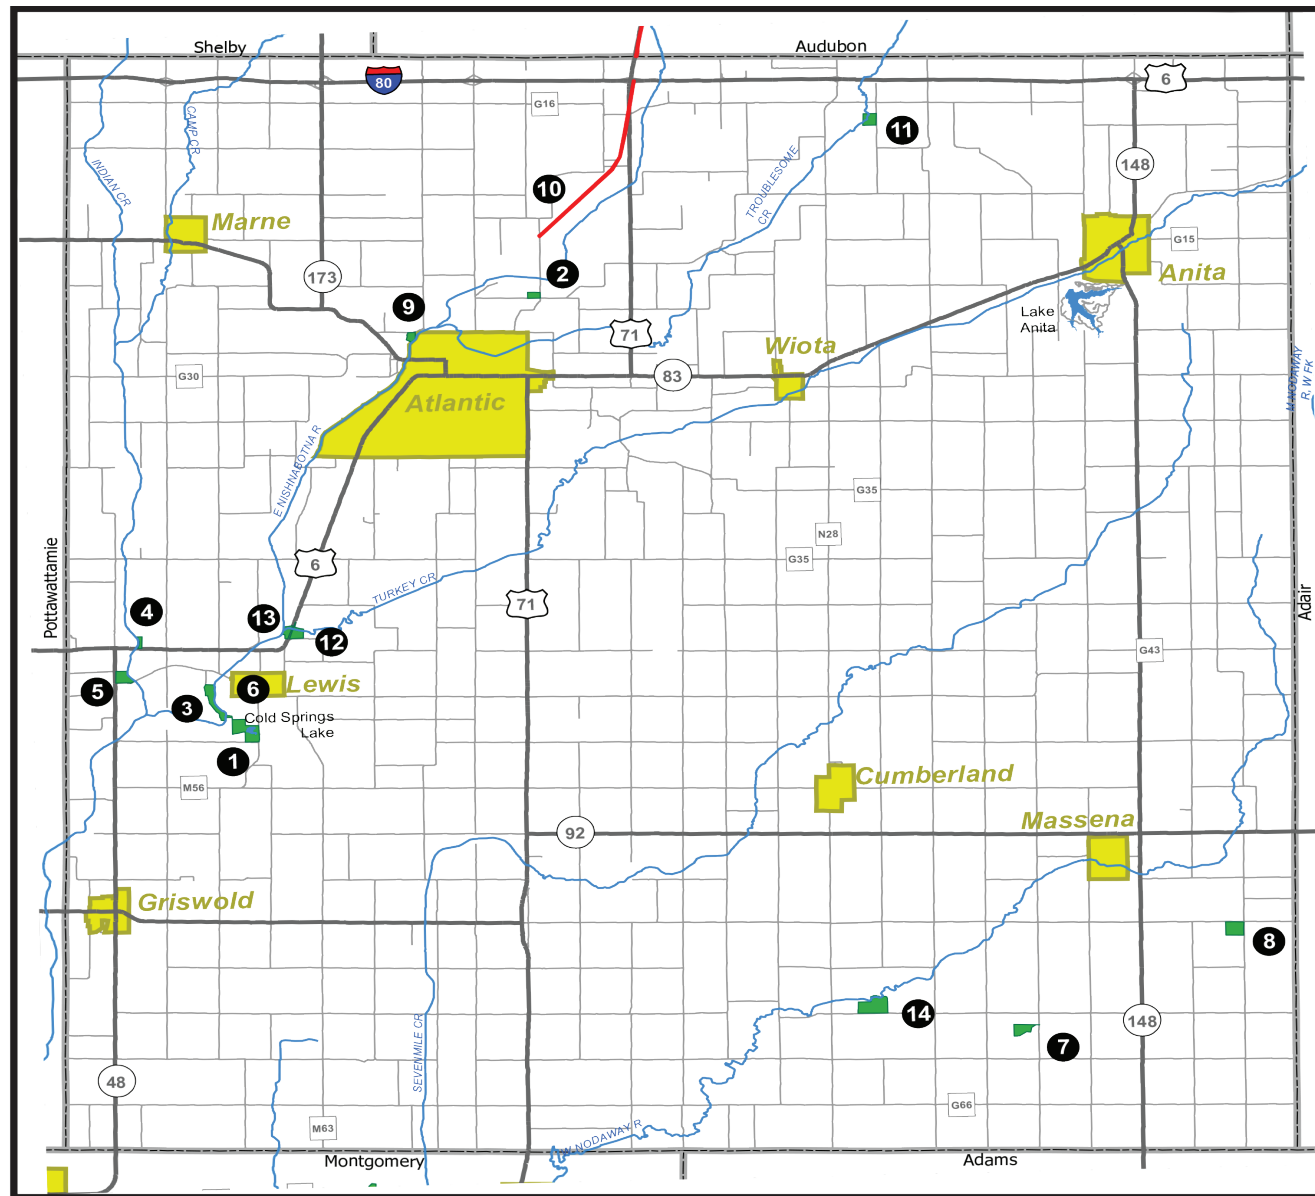 Shelby
Audubon
80
6
G16
CAMP CR
11
INDIAN CR
148
TROUBLESOME
CR
10
Marne
G15
173
2
Anita
9
Lake
Anita
71
Wiota
83
G30
Atlantic
E NISHNABOTNA R
G35
N28
G35
6
Pottawattamie
TURKEY CR
71
Adair
4
13
12
G43
5
6
Lewis
3
Cold Springs
Lake
1
M56
Cumberland
92
Massena
Griswold
8
14
148
7
SEVENMILE CR
48
G66
M63
W NODAWAY R
Montgomery
Adams
R, W FK